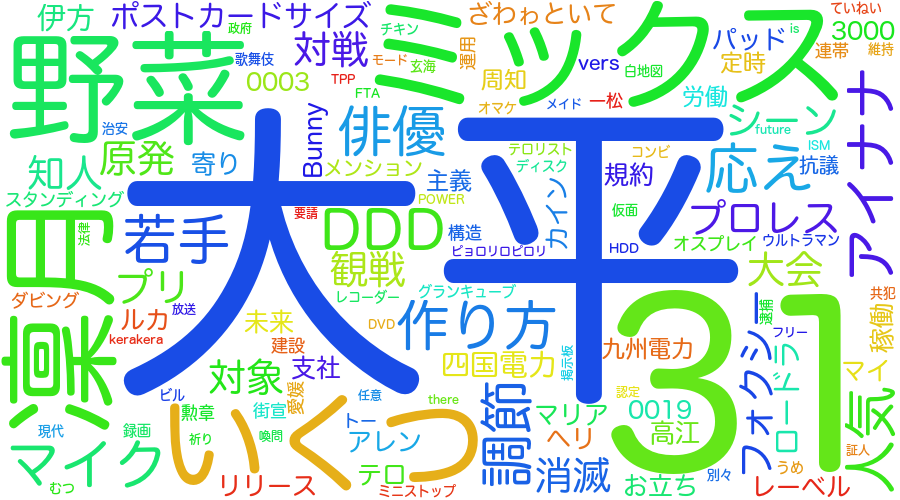 伊方
ポストカードサイズ
政府
チキン
ざわゎといて
ていねい
is
3000
野菜
ミックス
対戦
歌舞伎
モード
玄海
運用
パッド
連帯
維持
定時
vers
白地図
0003
TPP
FTA
周知
オマケ
メイド
一松
労働
シーン
future
アイナナ
治安
原発
寄り
Bunny
俳優
テロリスト
コンビ
ISM
抗議
知人
メンション
ディスク
応え
スタンディング
大平
主義
POWER
規約
カイン
仮面
プロレス
凜月
法律
若手
要請
DDD
構造
ピョロリロピロリ
HDD
オスプレイ
ウルトラマン
プリ
観戦
大会
ダビング
放送
レコーダー
グランキューブ
31
共犯
ルカ
kerakera
未来
DVD
作り方
建設
支社
四国電力
九州電力
掲示板
逮捕
フリー
フォクシー
ロードラ
稼働
マイ
対象
愛媛
認定
ビル
任意
there
調節
マリア
0019
人気
勲章
街宣
トー
アレン
いくつ
現代
録画
祈り
喚問
ヘリ
高江
マイク
テロ
消滅
うめ
証人
別々
むつ
リリース
ミニストップ
お立ち
レーベル